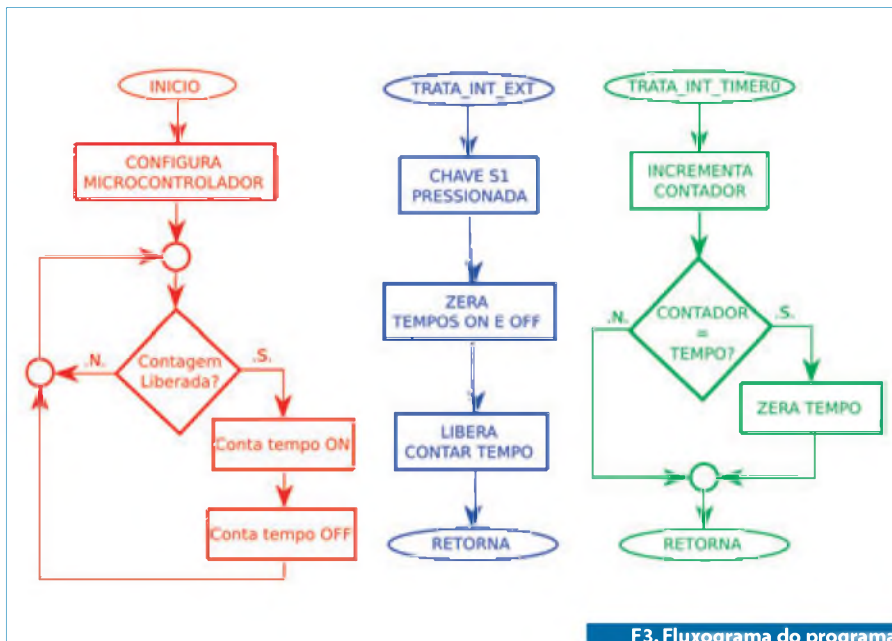 INICIO
CONFIGURA
MICROCONTROLADOR
Contagem
Liberada?
.N.
.S.
Conta tempo ON
Conta tempo OFF
TRATA_INT_EXT
CHAVE S1
PRESSIONADA
ZERA
TEMPOS ON E OFF
LIBERA
CONTAR TEMPO
RETORNA
TRATA_INT_TIMER0
INCREMENTA
CONTADOR
CONTADOR
=
TEMPO?
.N.
.S.
ZERA TEMPO
RETORNA
F3. Fluxograma do programa